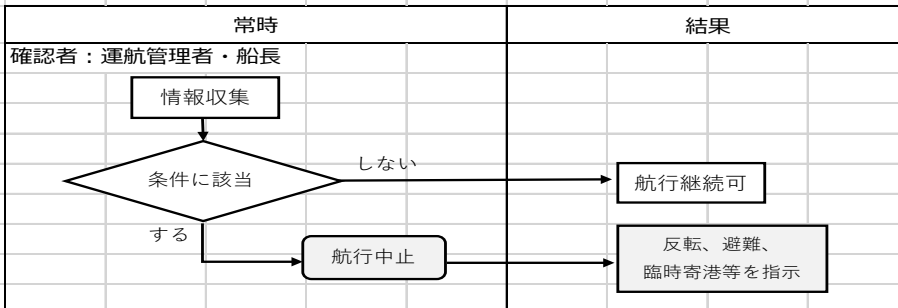 常時
結果
確認者：運航管理者・船長
情報収集
しない
条件に該当
航行継続可
する
航行中止
反転、避難、
臨時寄港等を指示